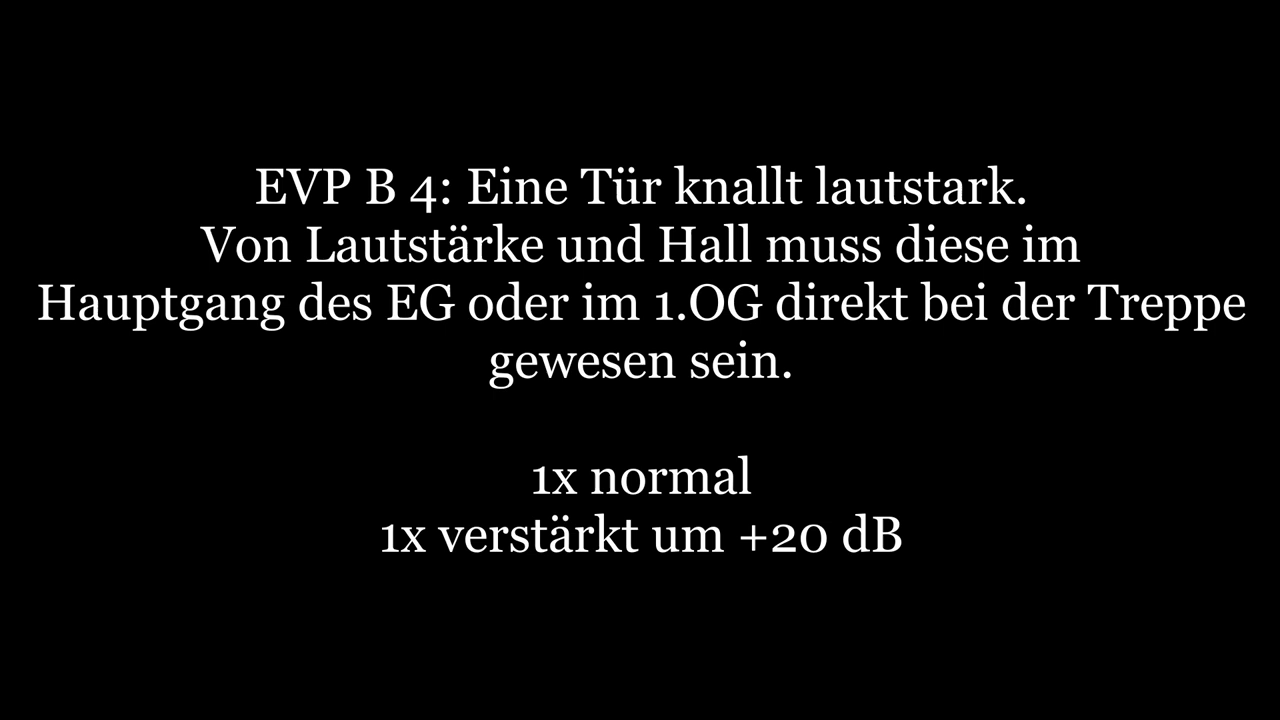 EVP B 4: Eine Tür knallt lautstark.
Von Lautstärke und Hall muss diese im
Hauptgang des EG oder im 1.OG direkt bei der Treppe
gewesen sein.
1x normal
1x verstärkt um +20 dB